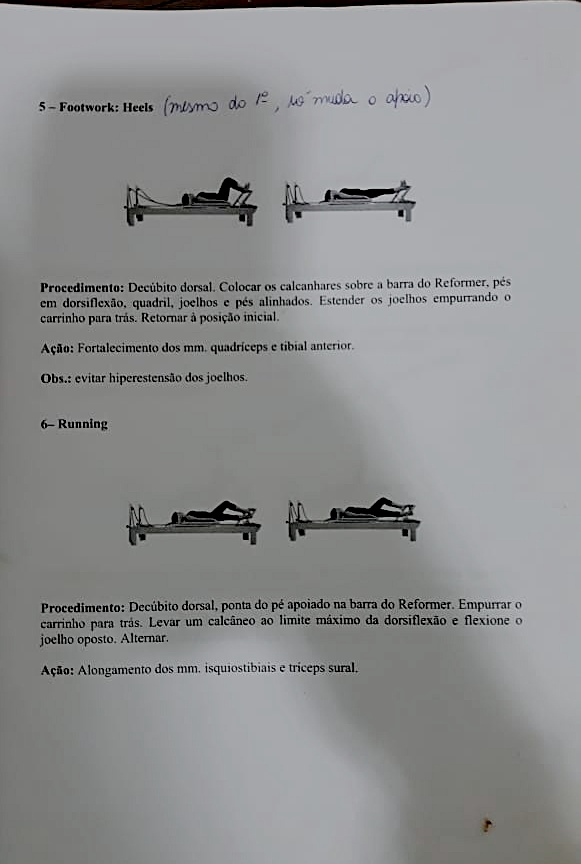 5 – Footwork: Heels (mesmo do 1º, só muda o apoio)
Procedimento: Decúbito dorsal. Colocar os calcanhares sobre a barra do Reformer, pés
em dorsiflexão, quadril, joelhos e pés alinhados. Estender os joelhos empurrando o
carrinho para trás. Retornar à posição inicial.
Ação: Fortalecimento dos mm. quadríceps e tibial anterior.
Obs.: evitar hiperestensão dos joelhos.
6– Running
Procedimento: Decúbito dorsal, ponta do pé apoiado na barra do Reformer. Empurrar o
carrinho para trás. Levar um calcâneo ao limite máximo da dorsiflexão e flexione o
joelho oposto. Alternar.
Ação: Alongamento dos mm. isquiostibiais e tríceps sural.